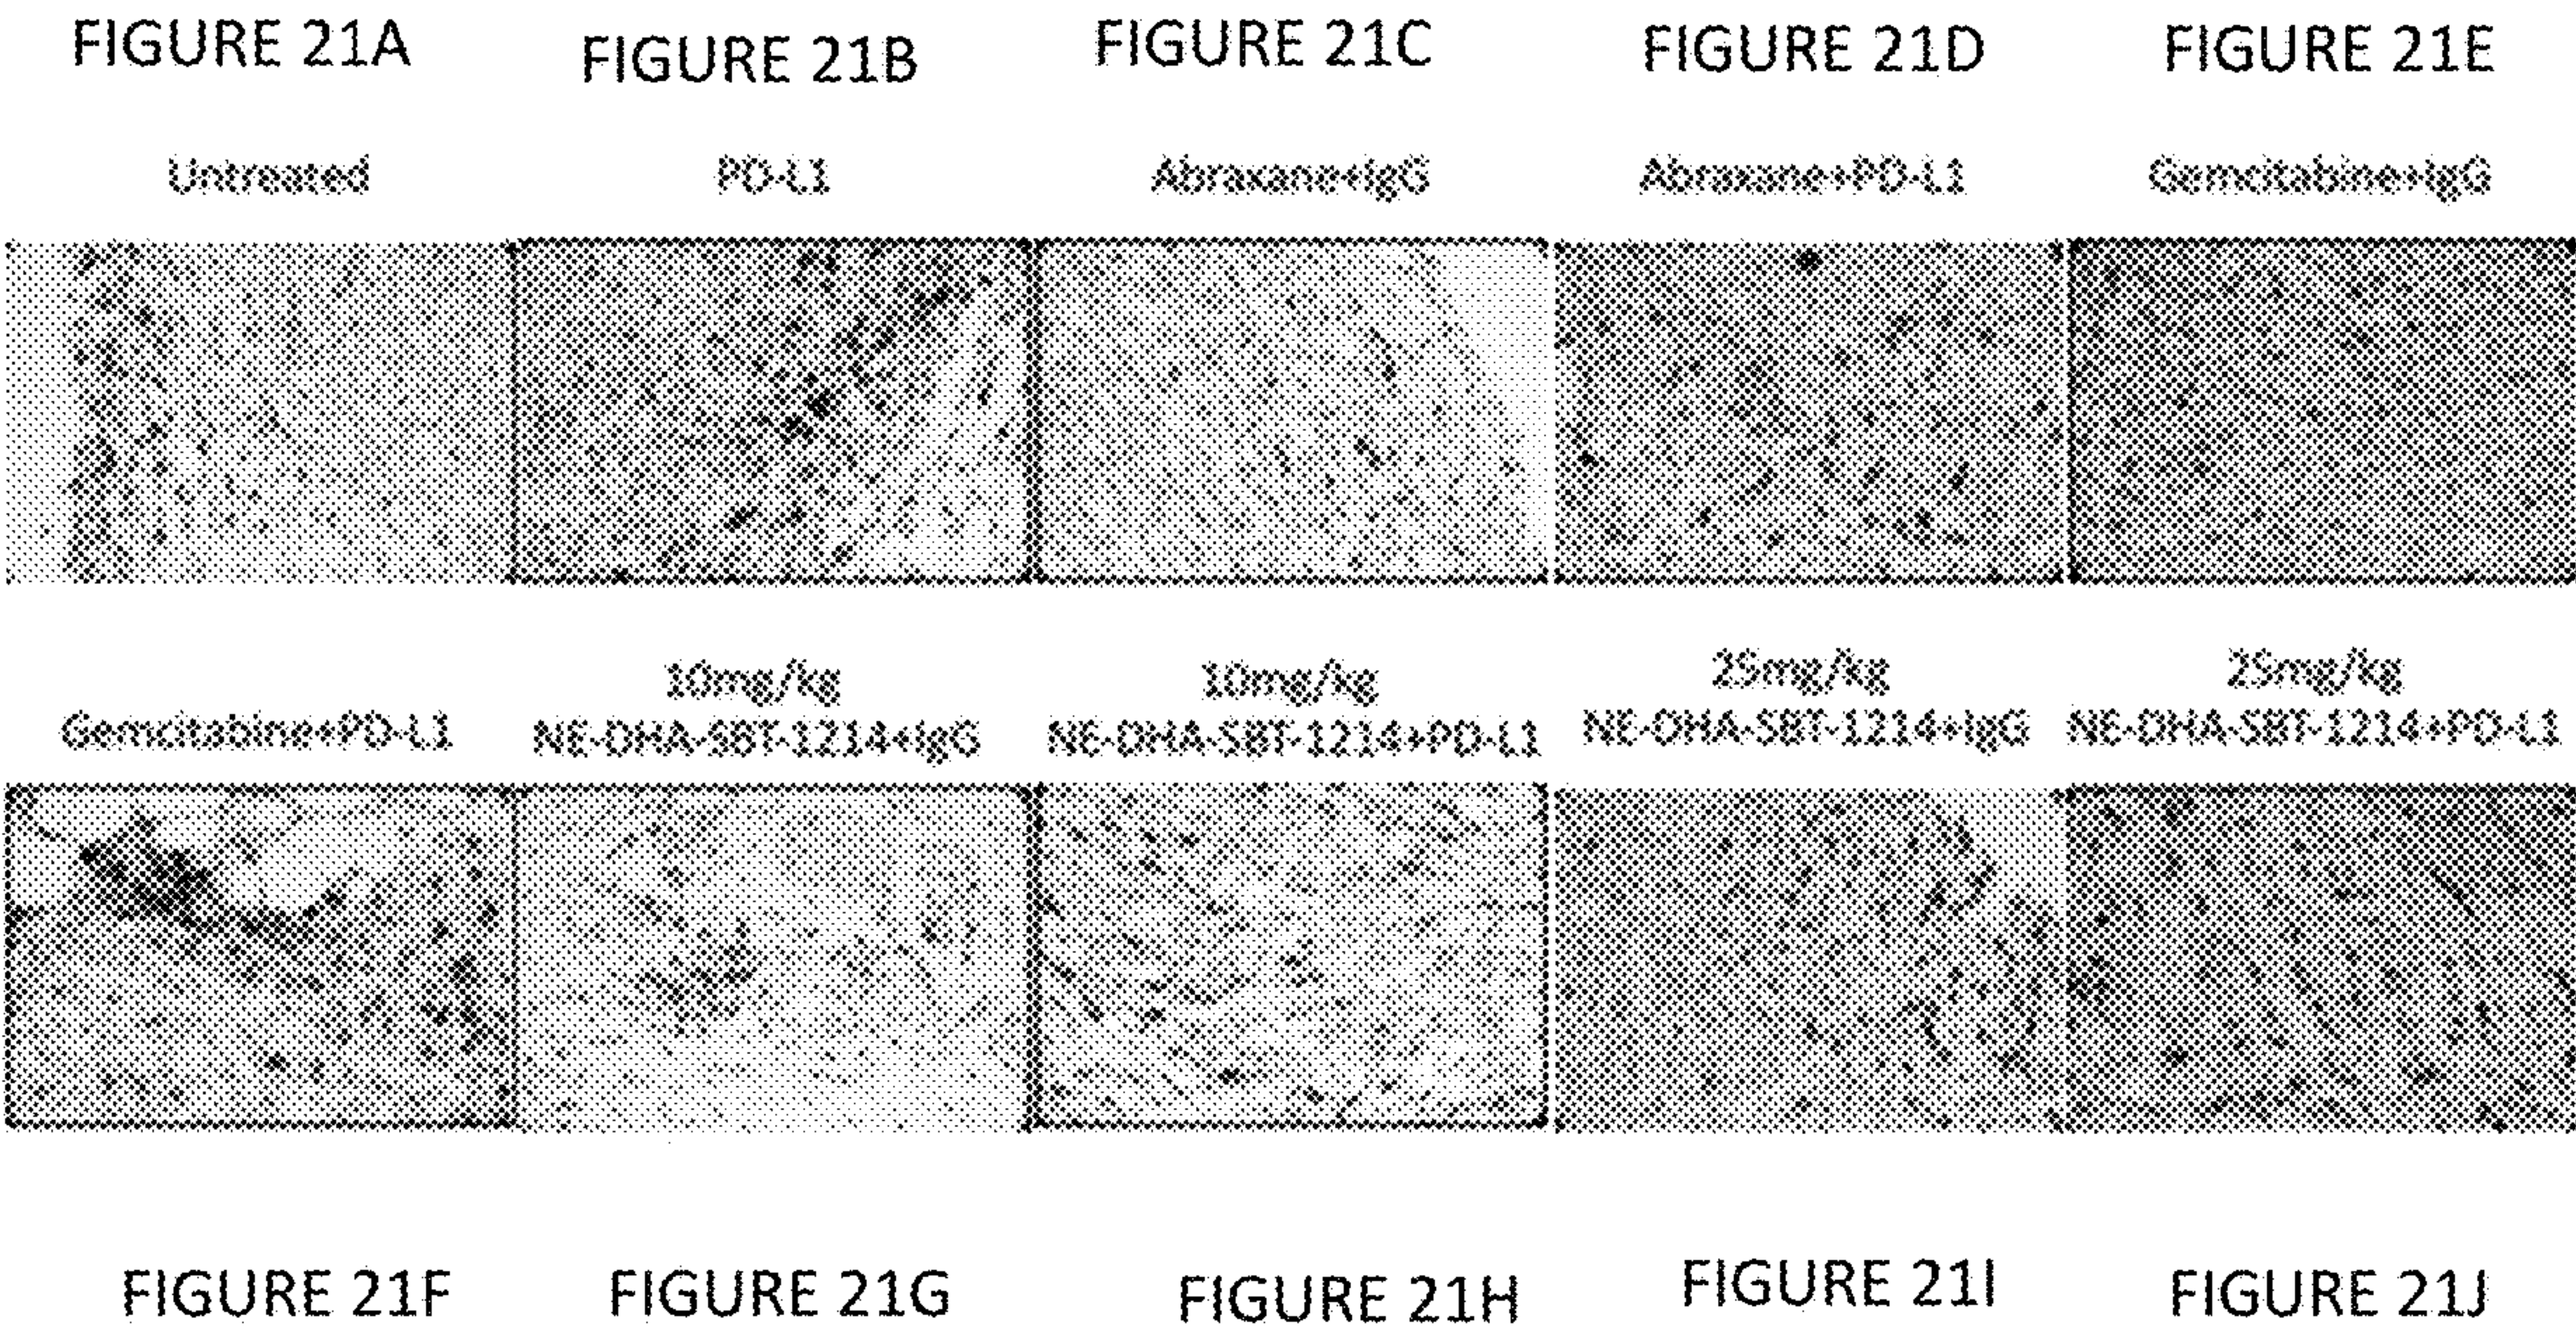 FIGURE 21A
FIGURE 21B
FIGURE 21C
FIGURE 21D
FIGURE 21E
Untreated
PD-L1
Abraxane+IgG
Abraxane+PD-L1
Gemcitabine+IgG
Gemcitabine+PD-L1
10mg/kg
NE-DHA-SBT-1214+IgG
10mg/kg
NE-DHA-SBT-1214+PD-L1
25mg/kg
NE-DHA-SBT-1214+IgG
25mg/kg
NE-DHA-SBT-1214+PD-L1
FIGURE 21F
FIGURE 21G
FIGURE 21H
FIGURE 21I
FIGURE 21J